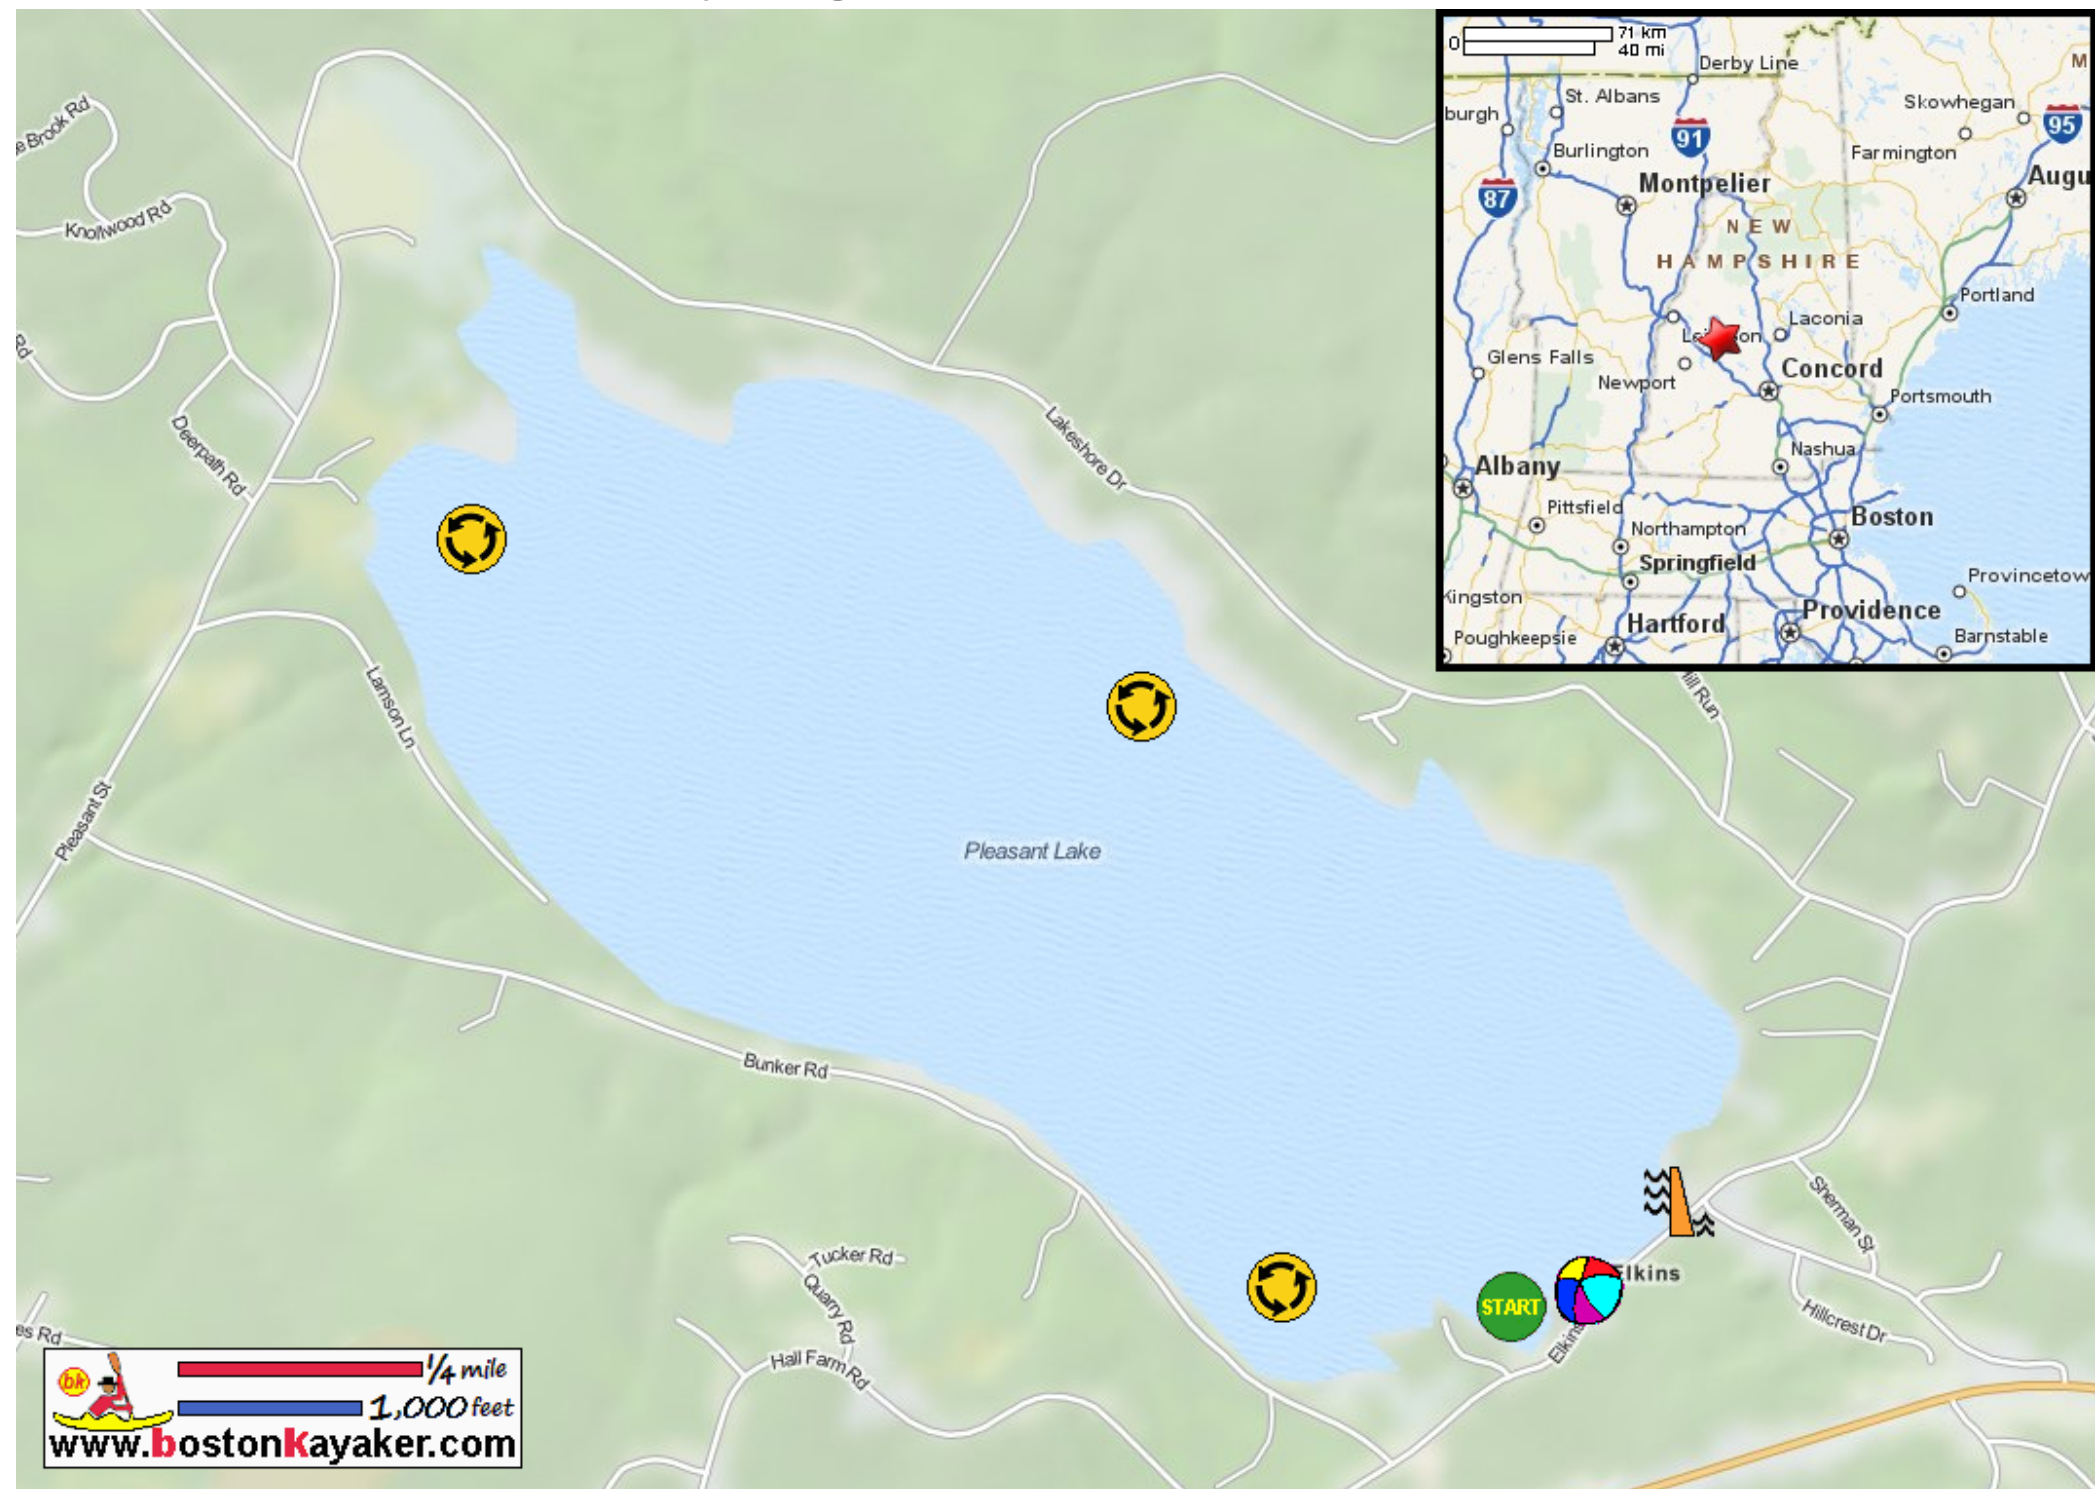 e Brook Rd
Knollwood Rd
Rd
Deerpath Rd
Lamson Ln
Pleasant St
Lakeshore Dr
Pleasant Lake
Bunker Rd
Tucker Rd
Quarry Rd
Hall Farm Rd
es Rd
START
Elkins
Elkins
Sherman St
Hillcrest Dr
ill Run
0
71 km
40 mi
Derby Line
M
St. Albans
Skowhegan
burgh
91
95
Burlington
Farmington
87
Montpelier
Augu
NEW
HAMPSHIRE
Portland
Laconia
Glens Falls
Newport
Concord
Portsmouth
Nashua
Albany
Pittsfield
Boston
Northampton
Springfield
Provincetow
Kingston
Hartford
Providence
Poughkeepsie
Barnstable
bk
1/4 mile
1,000 feet
www.bostonkayaker.com